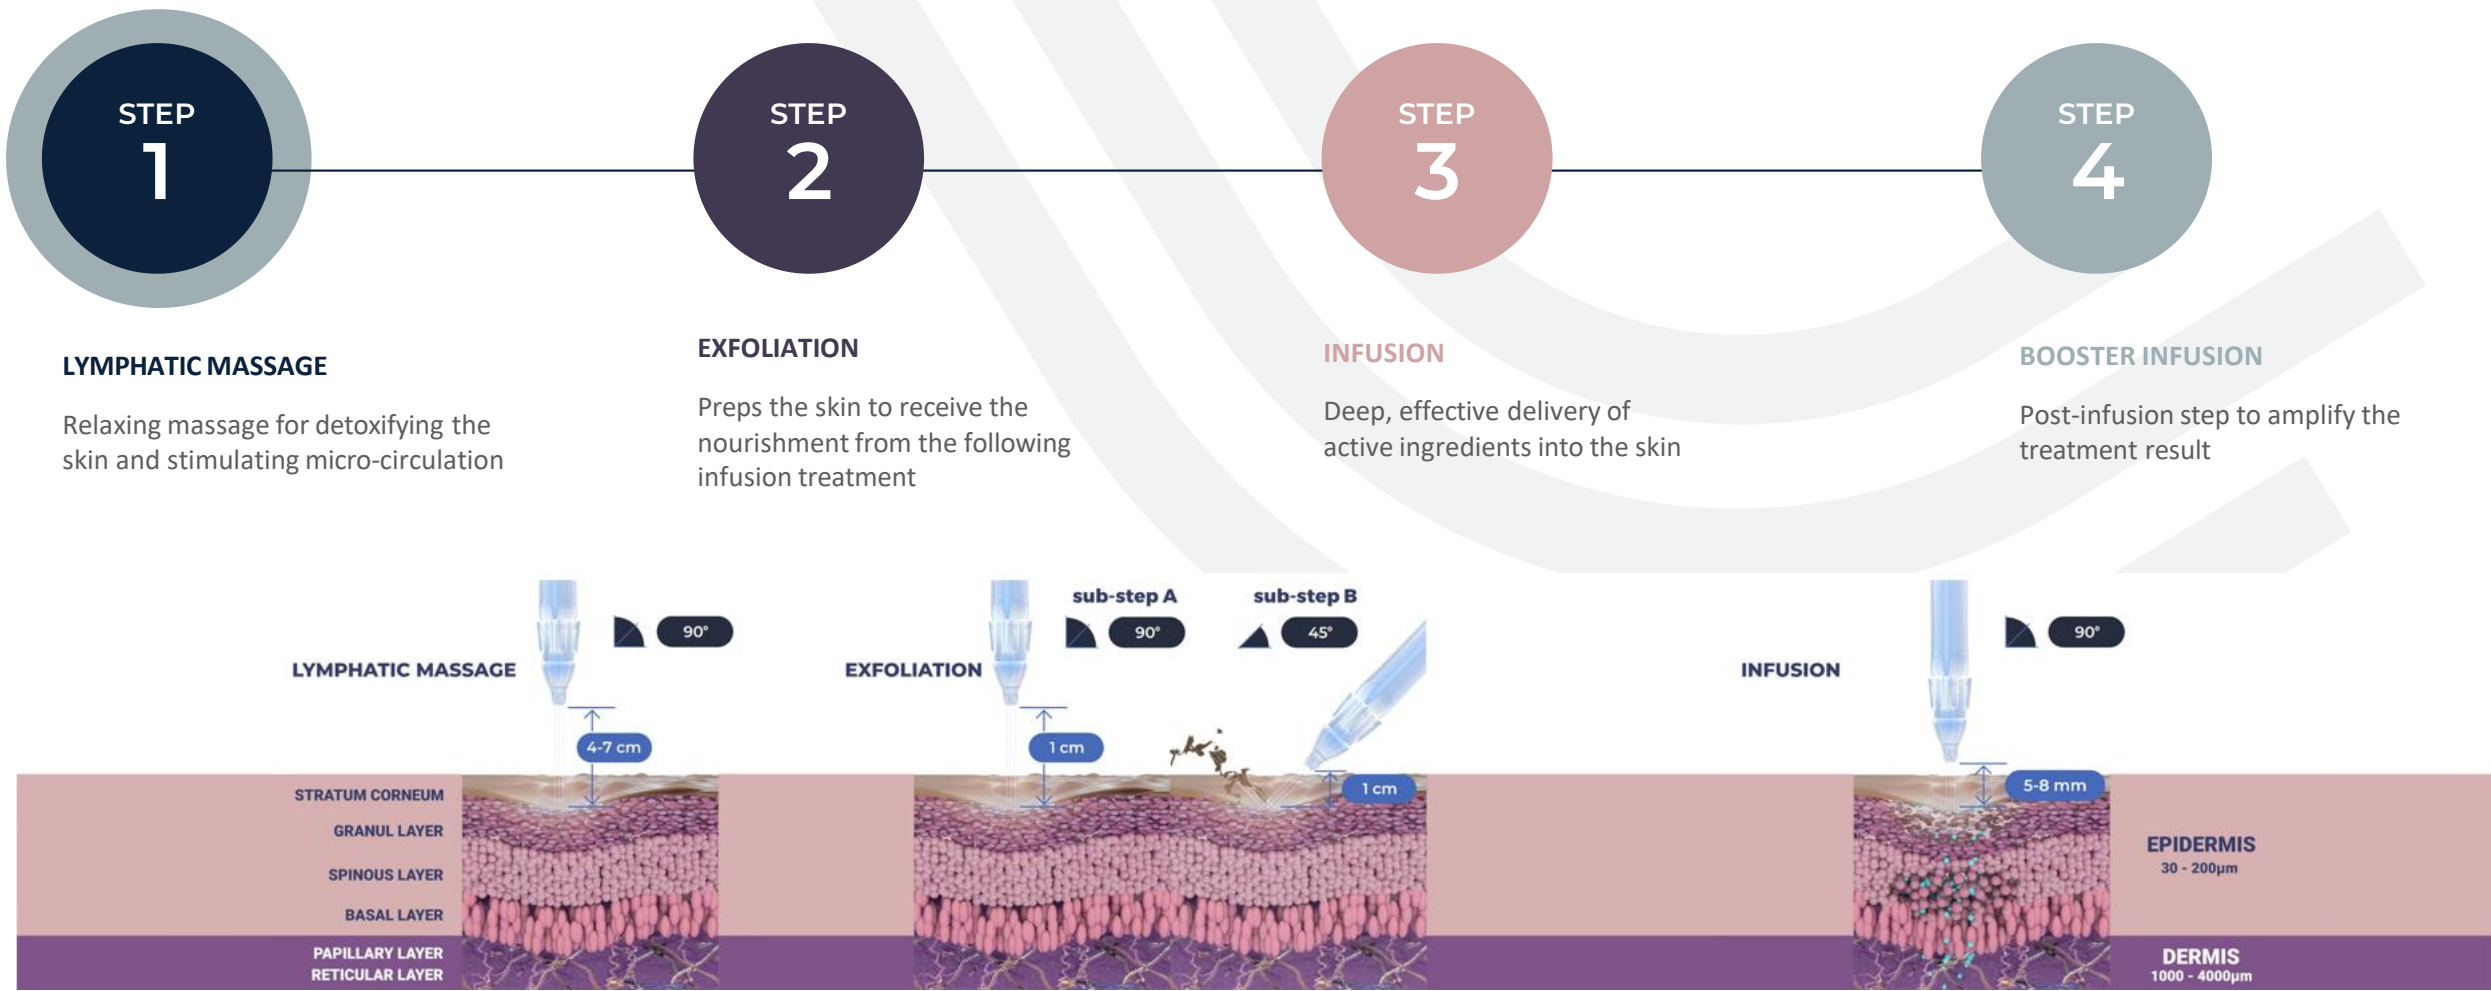 STEP
1
STEP
2
STEP
3
STEP
4
LYMPHATIC MASSAGE
Relaxing massage for detoxifying the
skin and stimulating micro-circulation
EXFOLIATION
Preps the skin to receive the
nourishment from the following
infusion treatment
INFUSION
Deep, effective delivery of
active ingredients into the skin
BOOSTER INFUSION
Post-infusion step to amplify the
treatment result
LYMPHATIC MASSAGE
90°
4-7 cm
EXFOLIATION
sub-step A
90°
1 cm
sub-step B
45°
1 cm
INFUSION
90°
5-8 mm
STRATUM CORNEUM
GRANUL LAYER
SPINOUS LAYER
BASAL LAYER
PAPILLARY LAYER
RETICULAR LAYER
EPIDERMIS
30 - 200µm
DERMIS
1000 - 4000µm